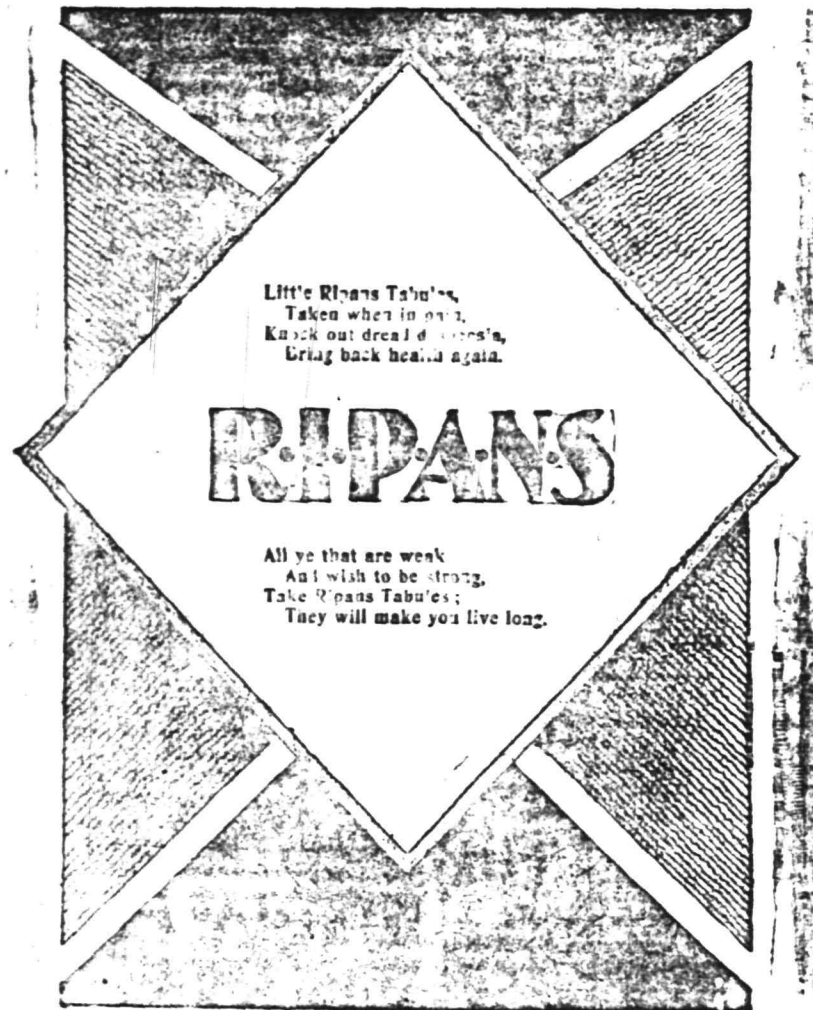 Little Ripans Tabules,
Taken when in pain,
Knock out dread
Bring back health again.
R·I·P·A·N·S
All ye that are weak
And wish to be strong,
Take Ripans Tabules;
They will make you live long.